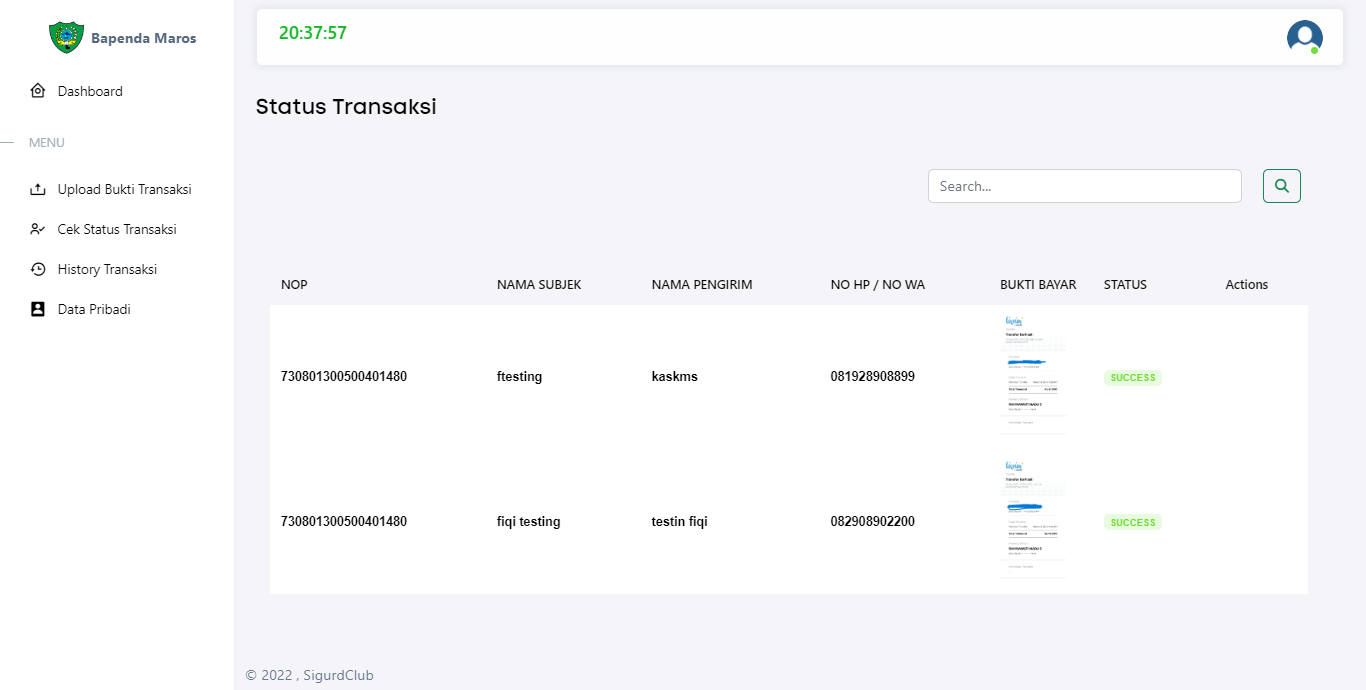 Bapenda Maros
20:37:57
Dashboard
Status Transaksi
MENU
Upload Bukti Transaksi
Search...
Cek Status Transaksi
History Transaksi
Data Pribadi
NOP NAMA SUBJEK NAMA PENGIRIM NO HP / NO WA BUKTI BAYAR STATUS Actions
730801300500401480 ftesting kaskms 081928908899 SUCCESS
730801300500401480 fiqi testing testin fiqi 082908902200 SUCCESS
© 2022 , SigurdClub